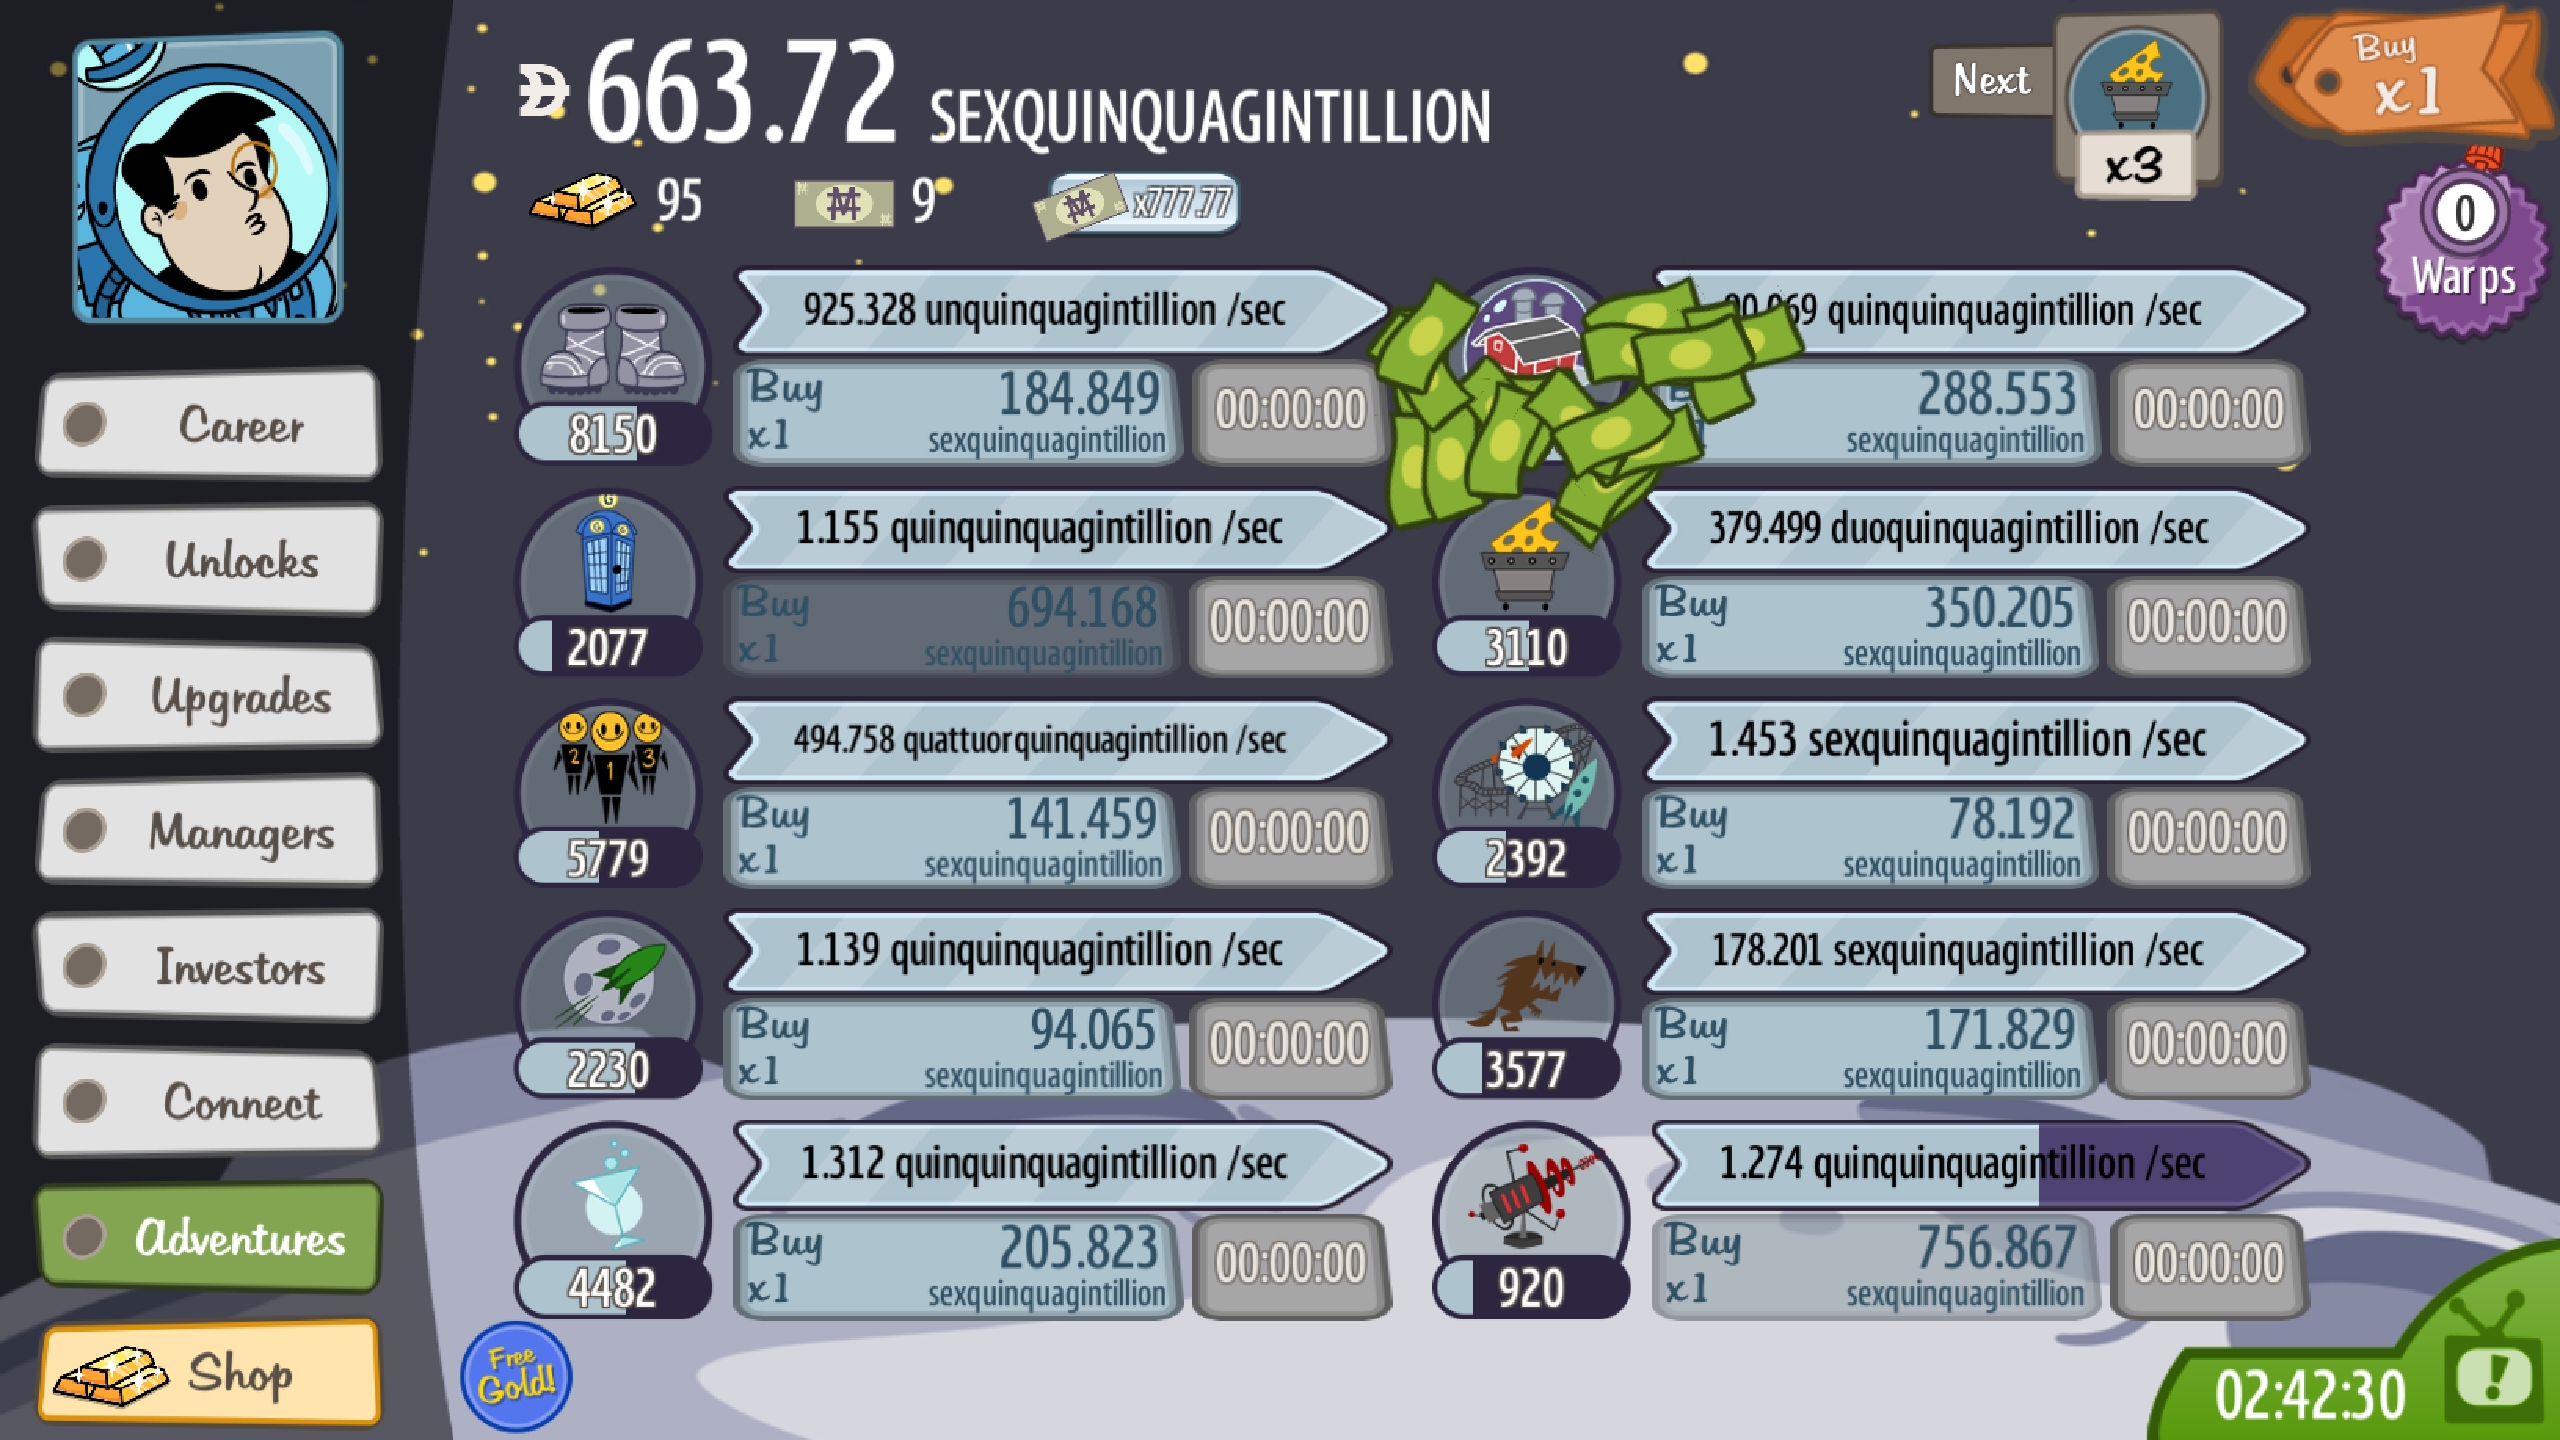 663.72 SEXQUINQUAGINTILLION
95
9
x777.77
Next
x3
Buy
x1
0
Warps
Career
Unlocks
Upgrades
Managers
Investors
Connect
Adventures
Shop
925.328 unquinquagintillion /sec
8150
Buy
x1
184.849
sexquinquagintillion
00:00:00
quinquinquagintillion /sec
288.553
sexquinquagintillion
00:00:00
1.155 quinquinquagintillion /sec
2077
Buy
x1
694.168
sexquinquagintillion
00:00:00
379.499 duoquinquagintillion /sec
3110
Buy
x1
350.205
sexquinquagintillion
00:00:00
2
1
3
494.758 quattuorquinquagintillion /sec
5779
Buy
x1
141.459
sexquinquagintillion
00:00:00
1.453 sexquinquagintillion /sec
2392
Buy
x1
78.192
sexquinquagintillion
00:00:00
1.139 quinquinquagintillion /sec
2230
Buy
x1
94.065
sexquinquagintillion
00:00:00
178.201 sexquinquagintillion /sec
3577
Buy
x1
171.829
sexquinquagintillion
00:00:00
1.312 quinquinquagintillion /sec
4482
Buy
x1
205.823
sexquinquagintillion
00:00:00
1.274 quinquinquagintillion /sec
920
Buy
x1
756.867
sexquinquagintillion
00:00:00
Free
Gold!
02:42:30
!